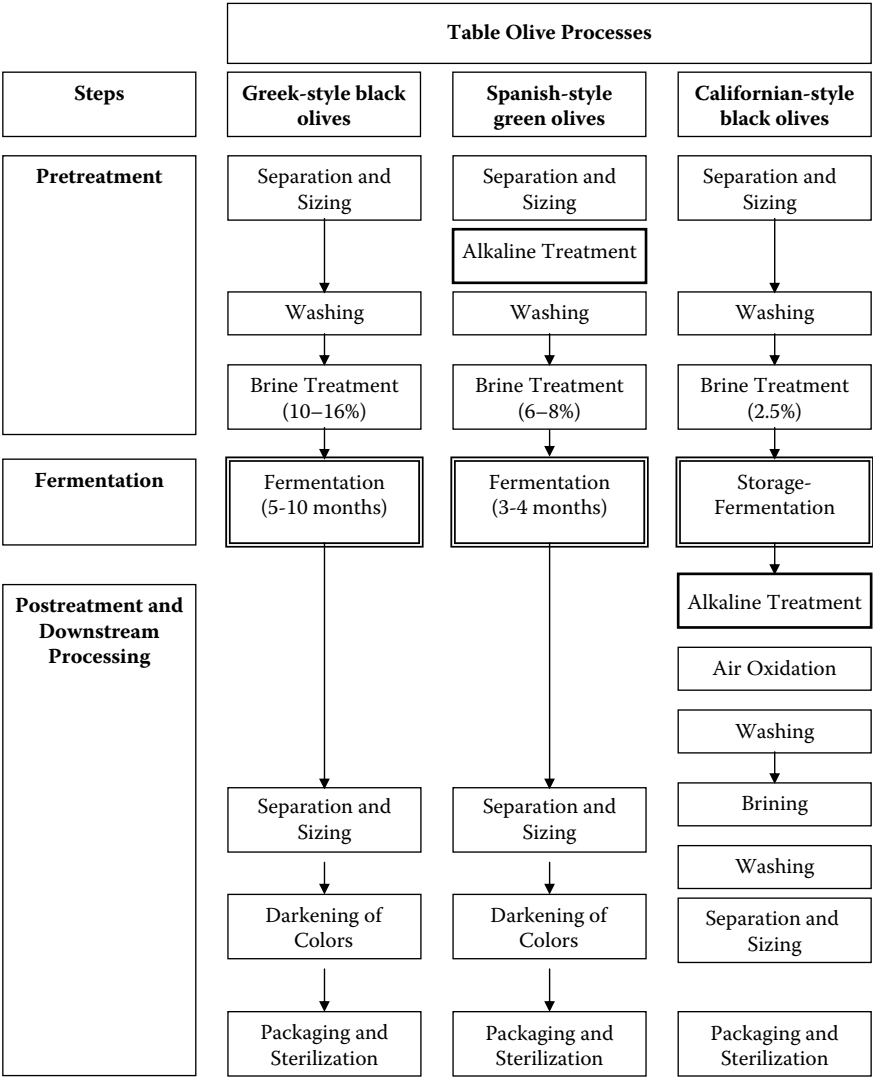 Table Olive Processes
Steps
Greek-style black
olives
Spanish-style
green olives
Californian-style
black olives
Pretreatment
Separation and
Sizing
Separation and
Sizing
Separation and
Sizing
Alkaline Treatment
Washing
Washing
Washing
Brine Treatment
(10–16%)
Brine Treatment
(6–8%)
Brine Treatment
(2.5%)
Fermentation
Fermentation
(5-10 months)
Fermentation
(3-4 months)
Storage-
Fermentation
Postreatment and
Downstream
Processing
Alkaline Treatment
Air Oxidation
Washing
Separation and
Sizing
Separation and
Sizing
Brining
Washing
Darkening of
Colors
Darkening of
Colors
Separation and
Sizing
Packaging and
Sterilization
Packaging and
Sterilization
Packaging and
Sterilization